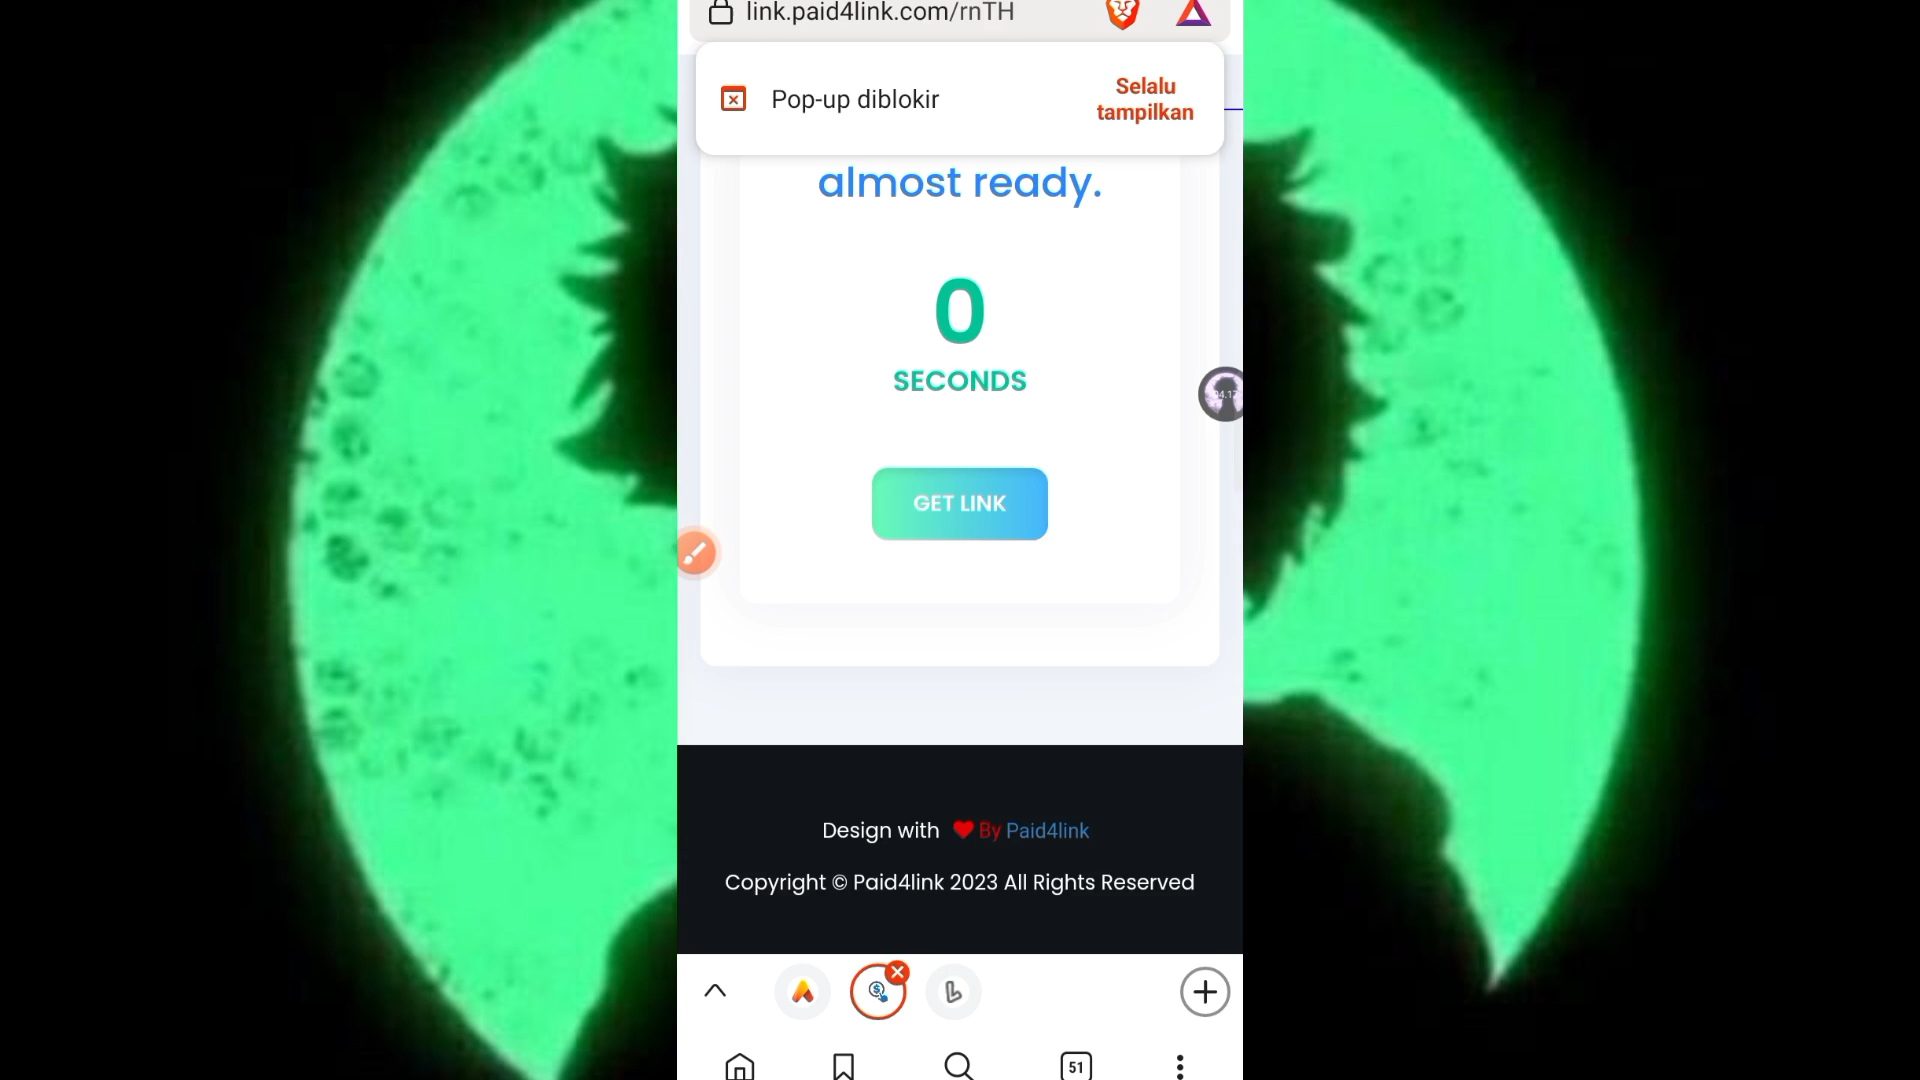 link.paid4link.com/rnTH
Pop-up diblokir
Selalu
tampilkan
almost ready.
0
SECONDS
GET LINK
Design with By Paid4link
Copyright © Paid4link 2023 All Rights Reserved
51